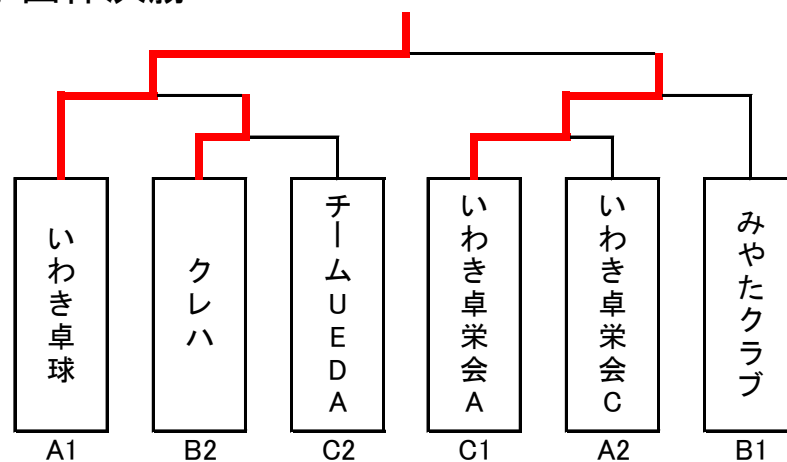 いわき卓球
クレハ
チームUEDA
いわき卓栄会A
いわき卓栄会C
みやたクラブ
A1 B2 C2 C1 A2 B1